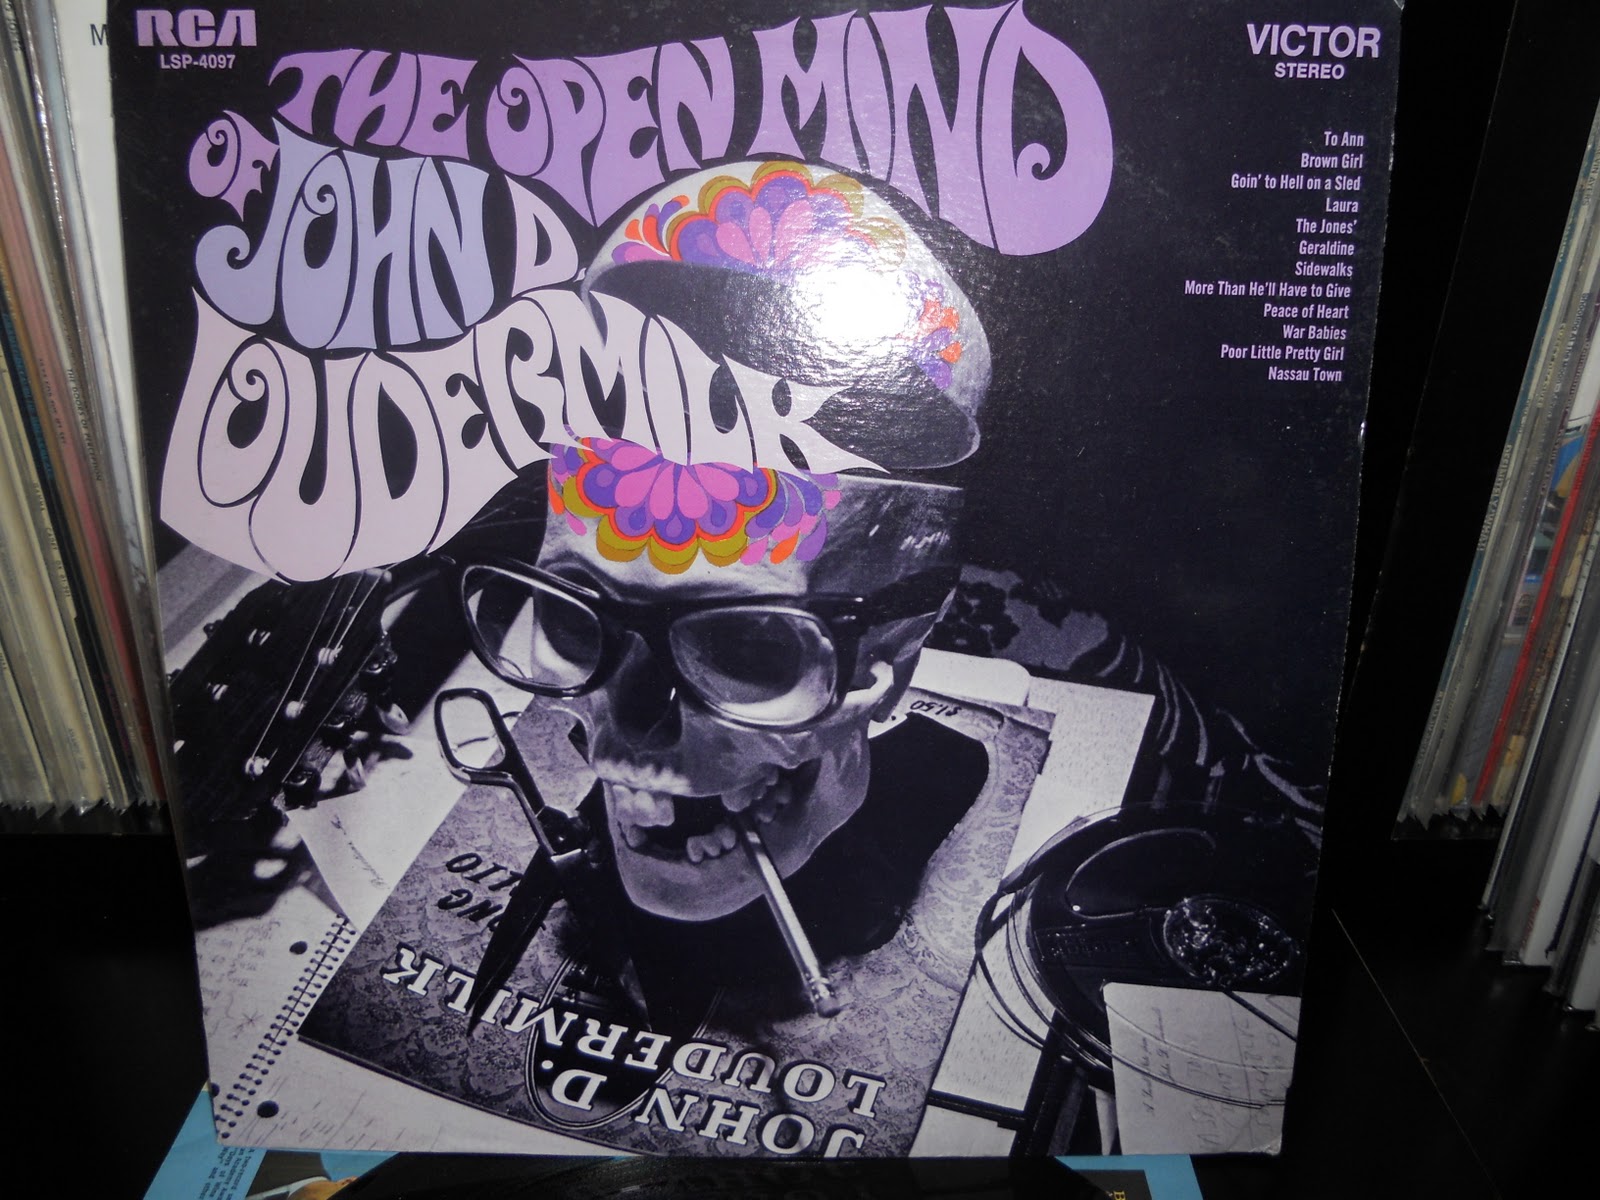 RCA
LSP-4097
VICTOR
STEREO
THE OPEN MIND
OF JOHN D.
LOUDERMILK
To Ann
Brown Girl
Goin' to Hell on a Sled
Laura
The Jones'
Geraldine
Sidewalks
More Than He'll Have to Give
Peace of Heart
War Babies
Poor Little Pretty Girl
Nassau Town
$150
JOHN D.
LOUDERMILK